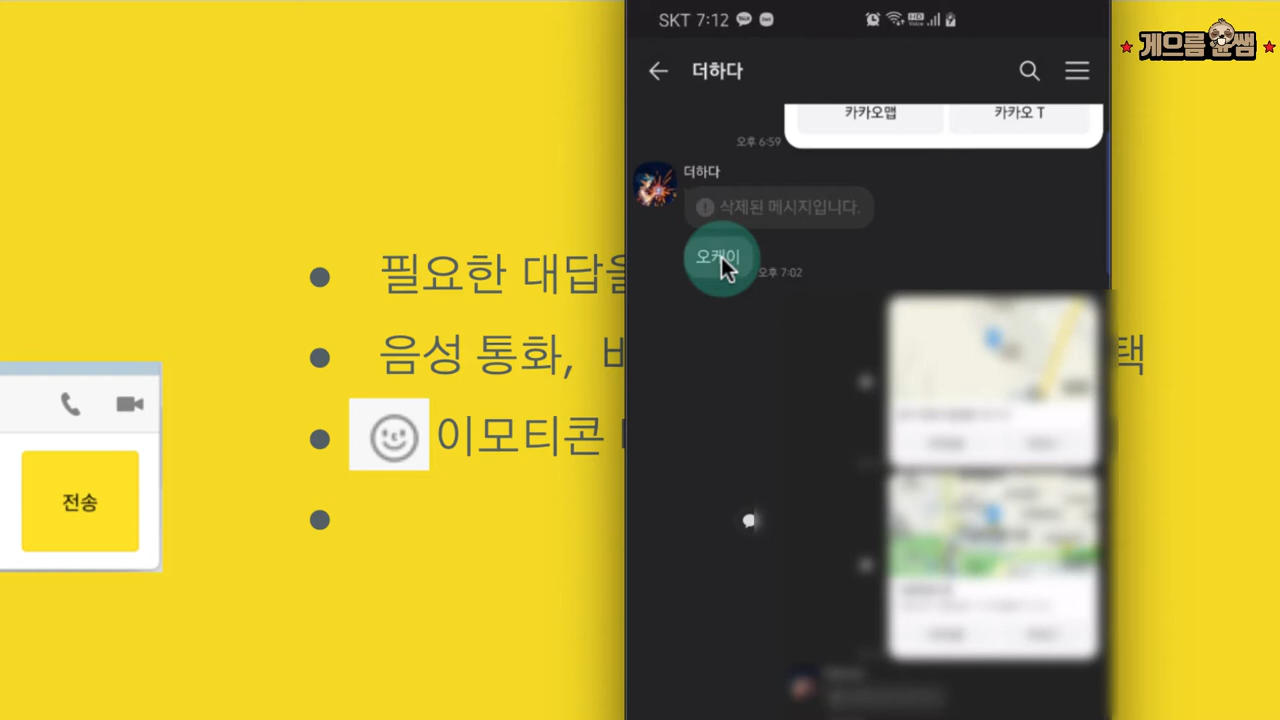 게으름 윤쌤
SKT 7:12
더하다
카카오맵 카카오 T
오후 6:59
더하다
삭제된 메시지입니다.
오케이
오후 7:02
필요한 대답을
음성 통화, 택
이모티콘
전송